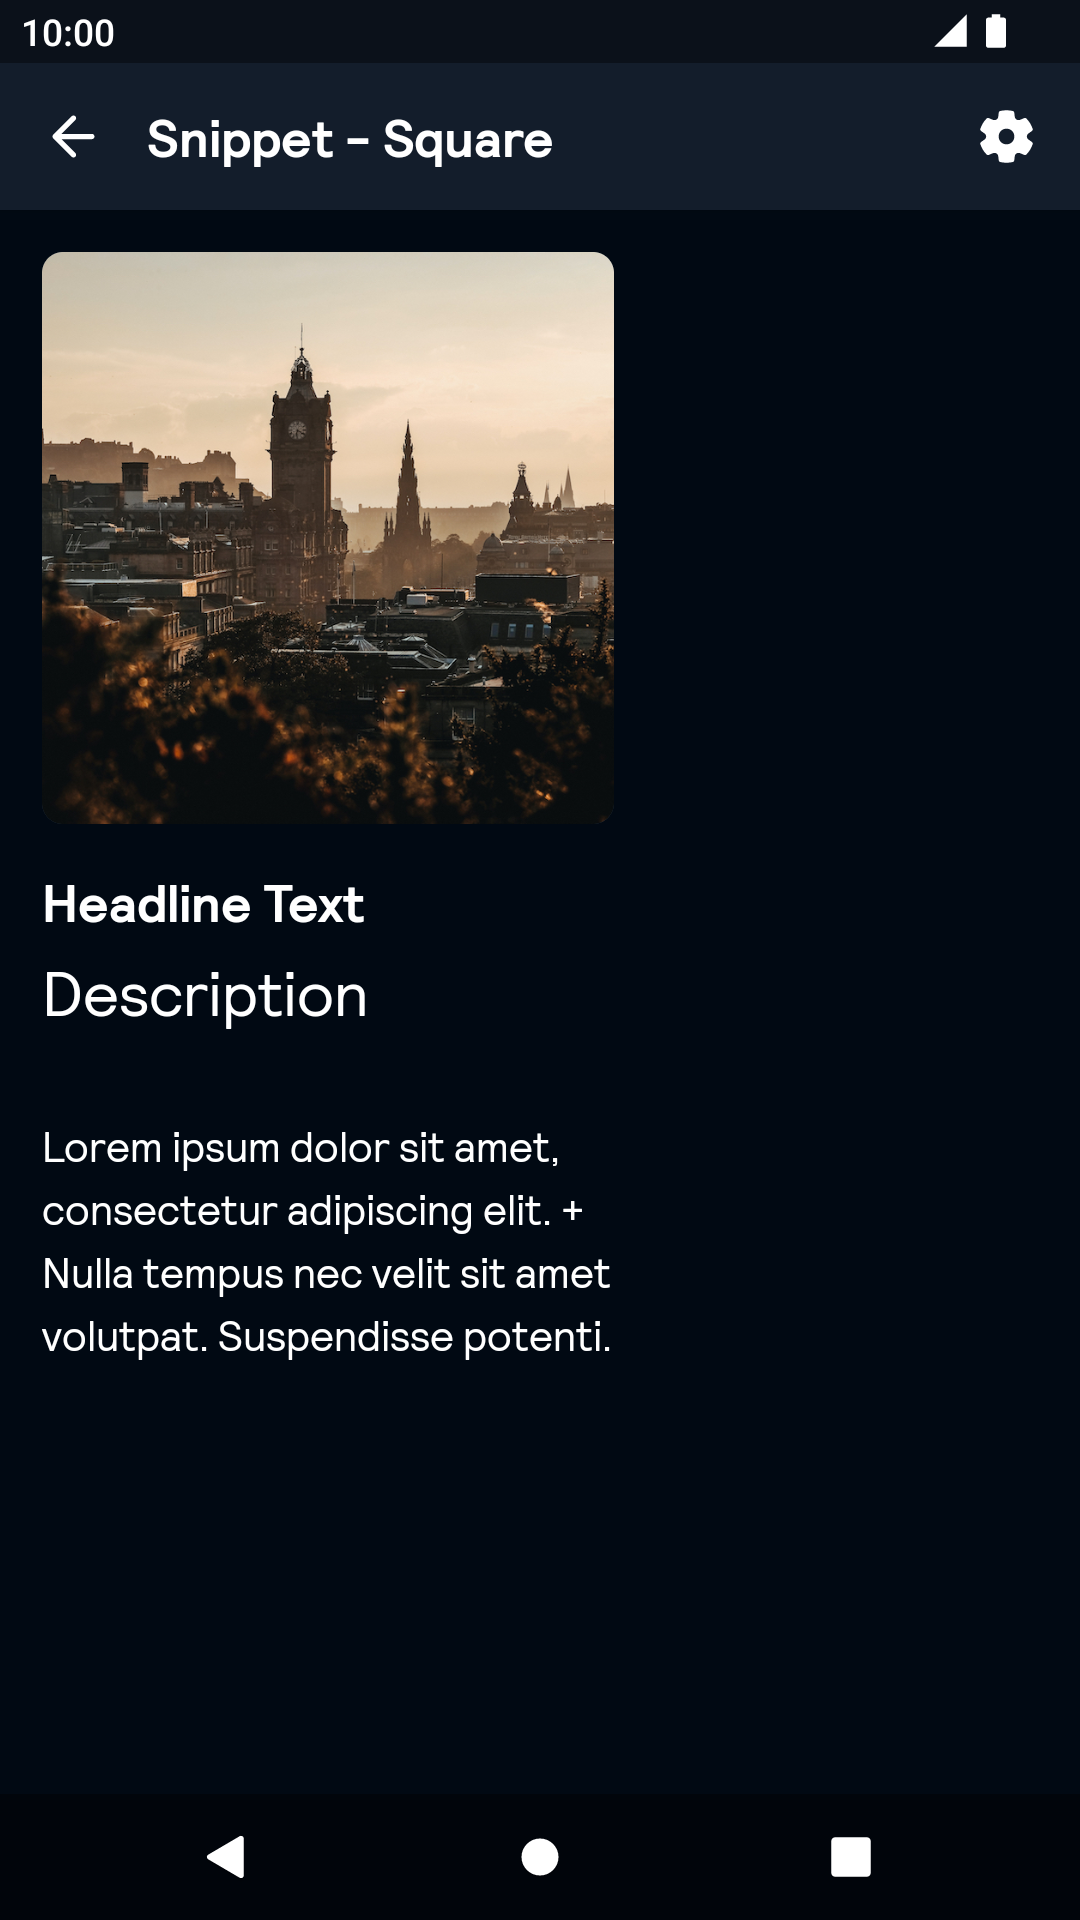 10:00
Snippet - Square
Headline Text
Description
Lorem ipsum dolor sit amet,
consectetur adipiscing elit. +
Nulla tempus nec velit sit amet
volutpat. Suspendisse potenti.